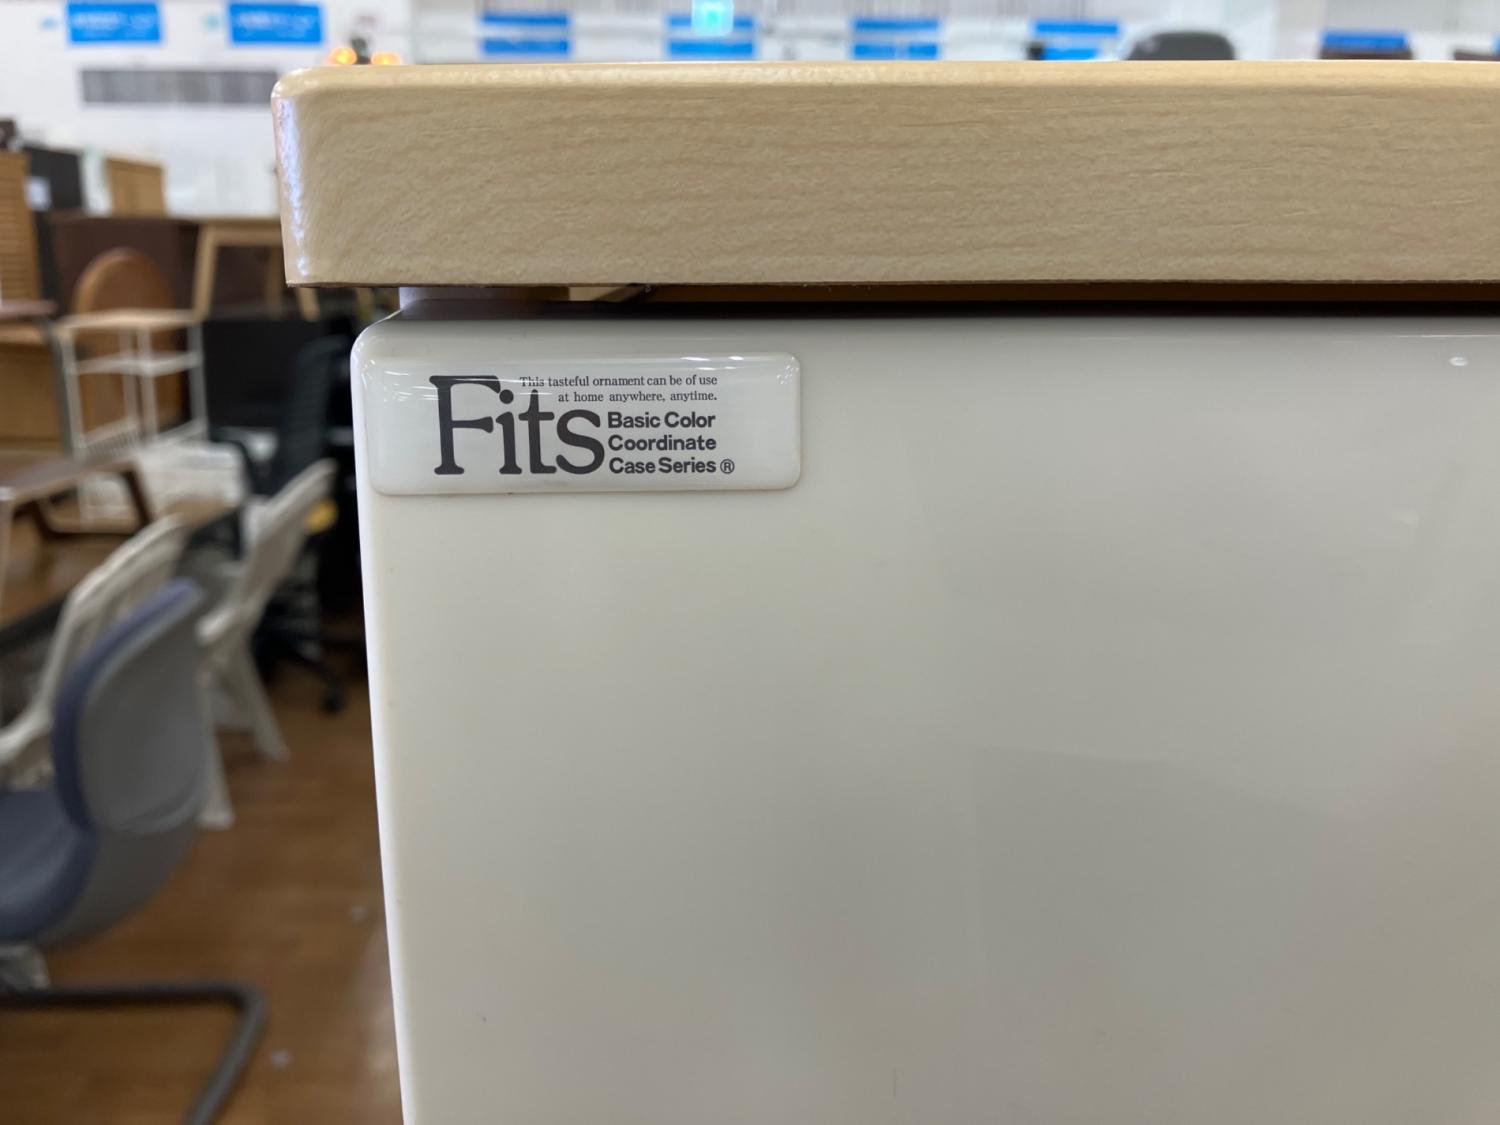 This tasteful ornament can be of use
at home anywhere, anytime.
Fits
Basic Color
Coordinate
Case Series ®